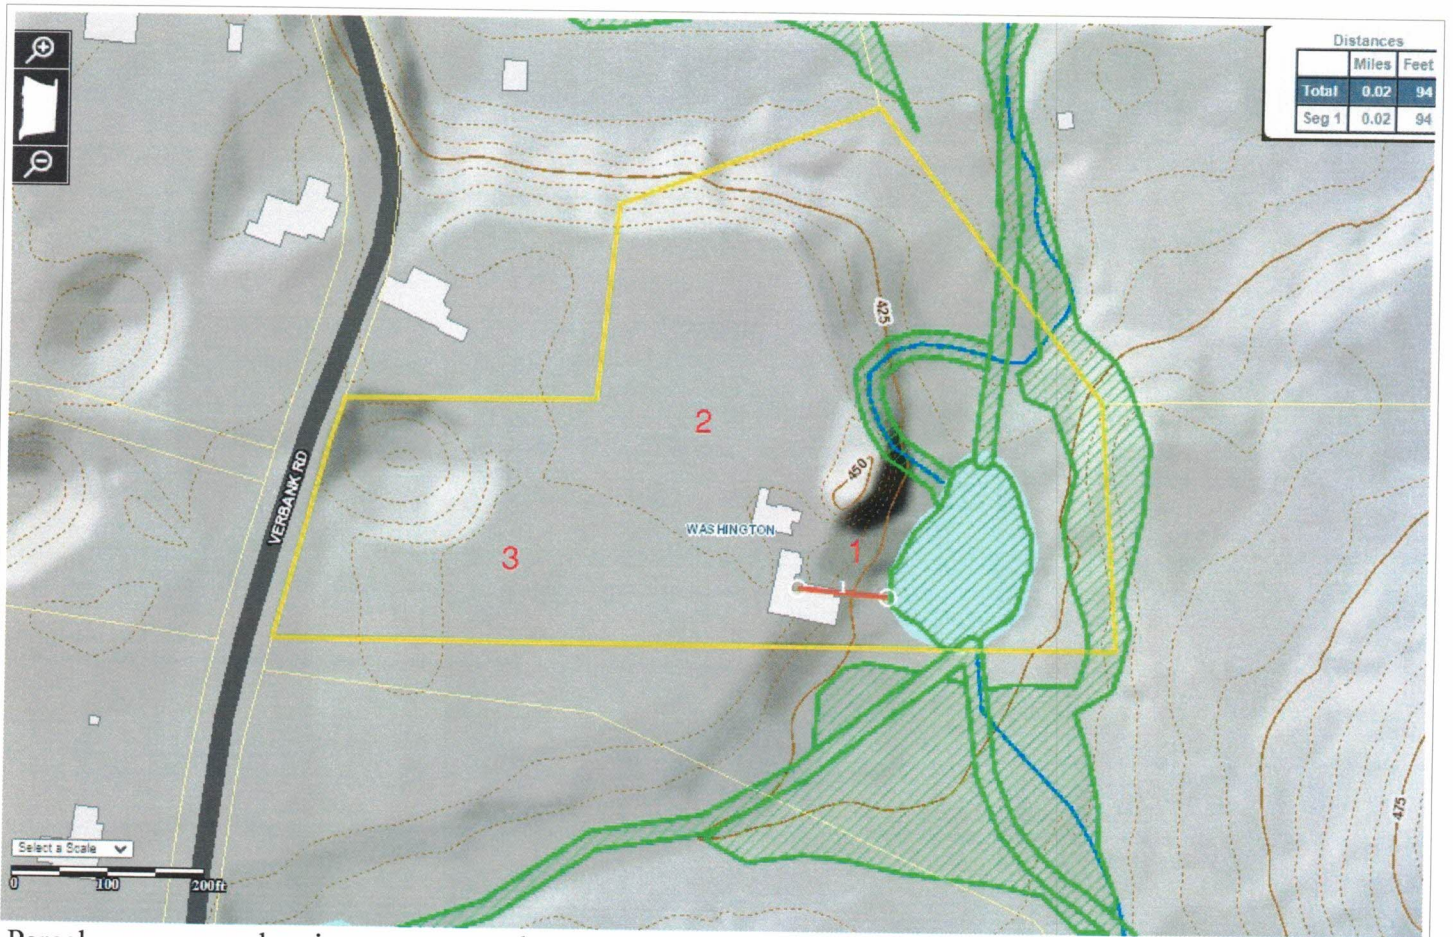 Distances
Miles Feet
Total 0.02 94
Seg 1 0.02 94
425
2
450
VERBANK RD
WASHINGTON
1
3
1
475
Select a Scale
0 100 200ft